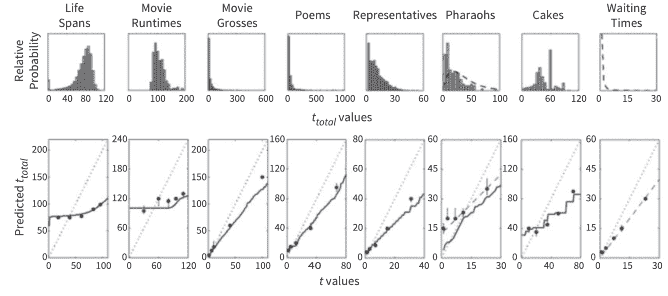 Life Spans
Movie Runtimes
Movie Grosses
Poems
Representatives
Pharaohs
Cakes
Waiting Times
Relative Probability
0 40 80 120
0 100 200
0 300 600
0 500 1000
0 30 60
0 50 100
0 60 120
0 15 30
t_total values
Predicted t_total
200
150
100
50
0
0 50 100
240
180
120
60
0
0 60 120
200
150
100
50
0
0 50 100
160
120
80
40
0
0 40 80
80
60
40
20
0
0 20 40
60
45
30
15
0
0 15 30
160
120
80
40
0
0 40 80
60
45
30
15
0
0 15 30
t values